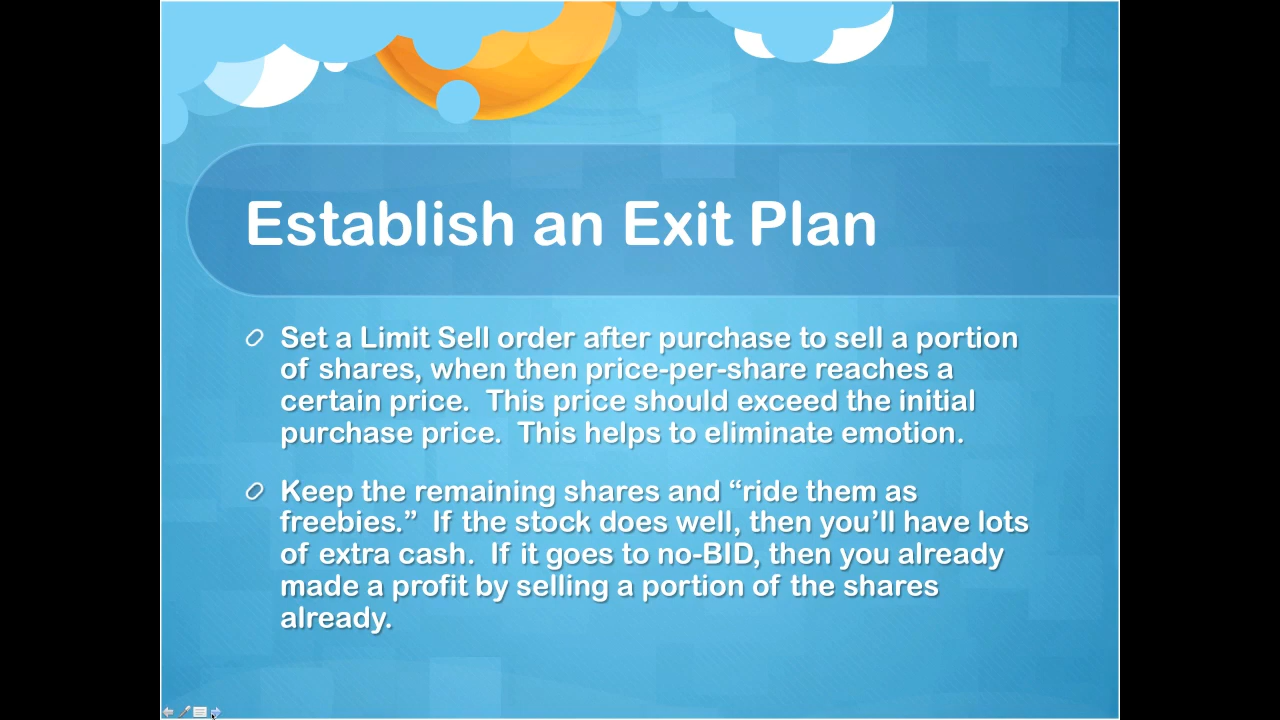 Establish an Exit Plan
Set a Limit Sell order after purchase to sell a portion
of shares, when then price-per-share reaches a
certain price.  This price should exceed the initial
purchase price.  This helps to eliminate emotion.
Keep the remaining shares and “ride them as
freebies.”  If the stock does well, then you’ll have lots
of extra cash.  If it goes to no-BID, then you already
made a profit by selling a portion of the shares
already.